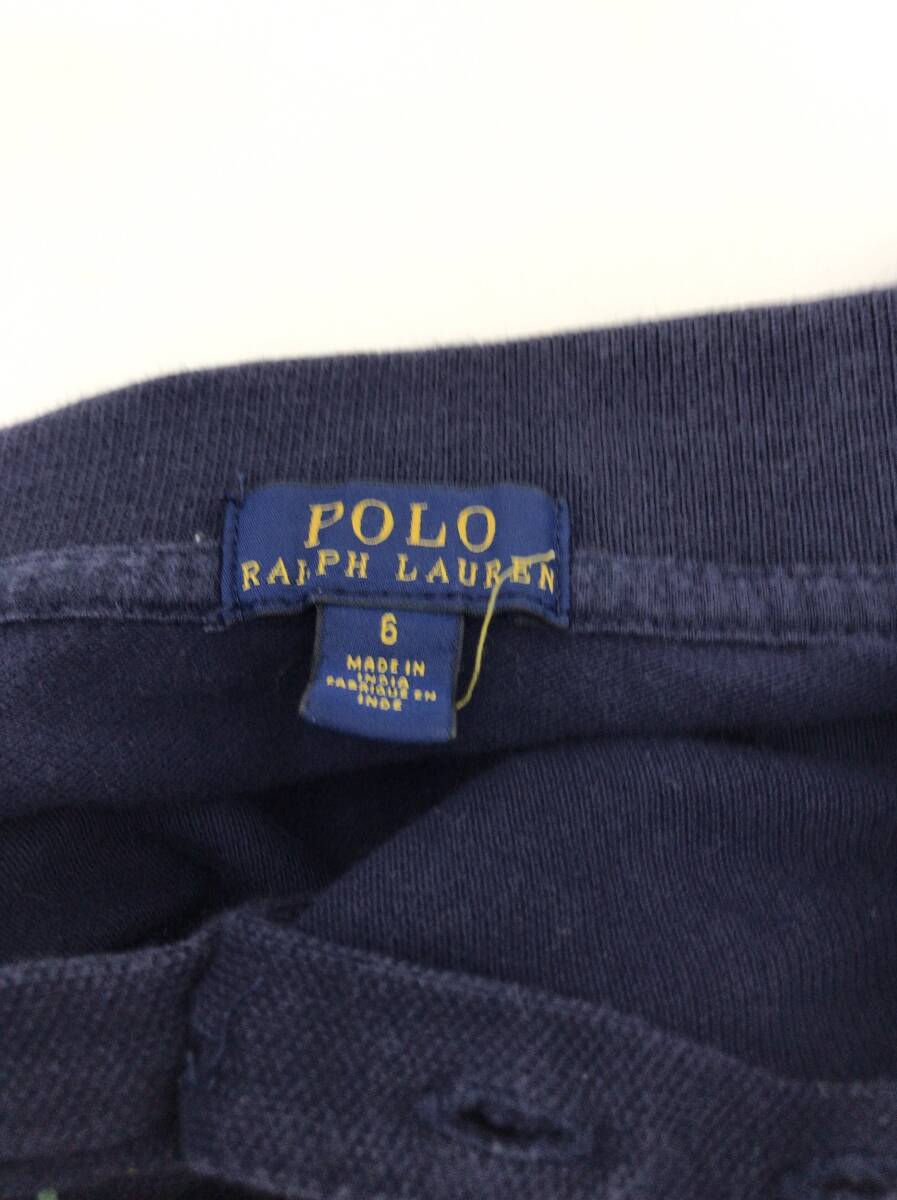 POLO
RALPH LAUREN
6
MADE IN
INDIA
FABRIQUE EN
INDE